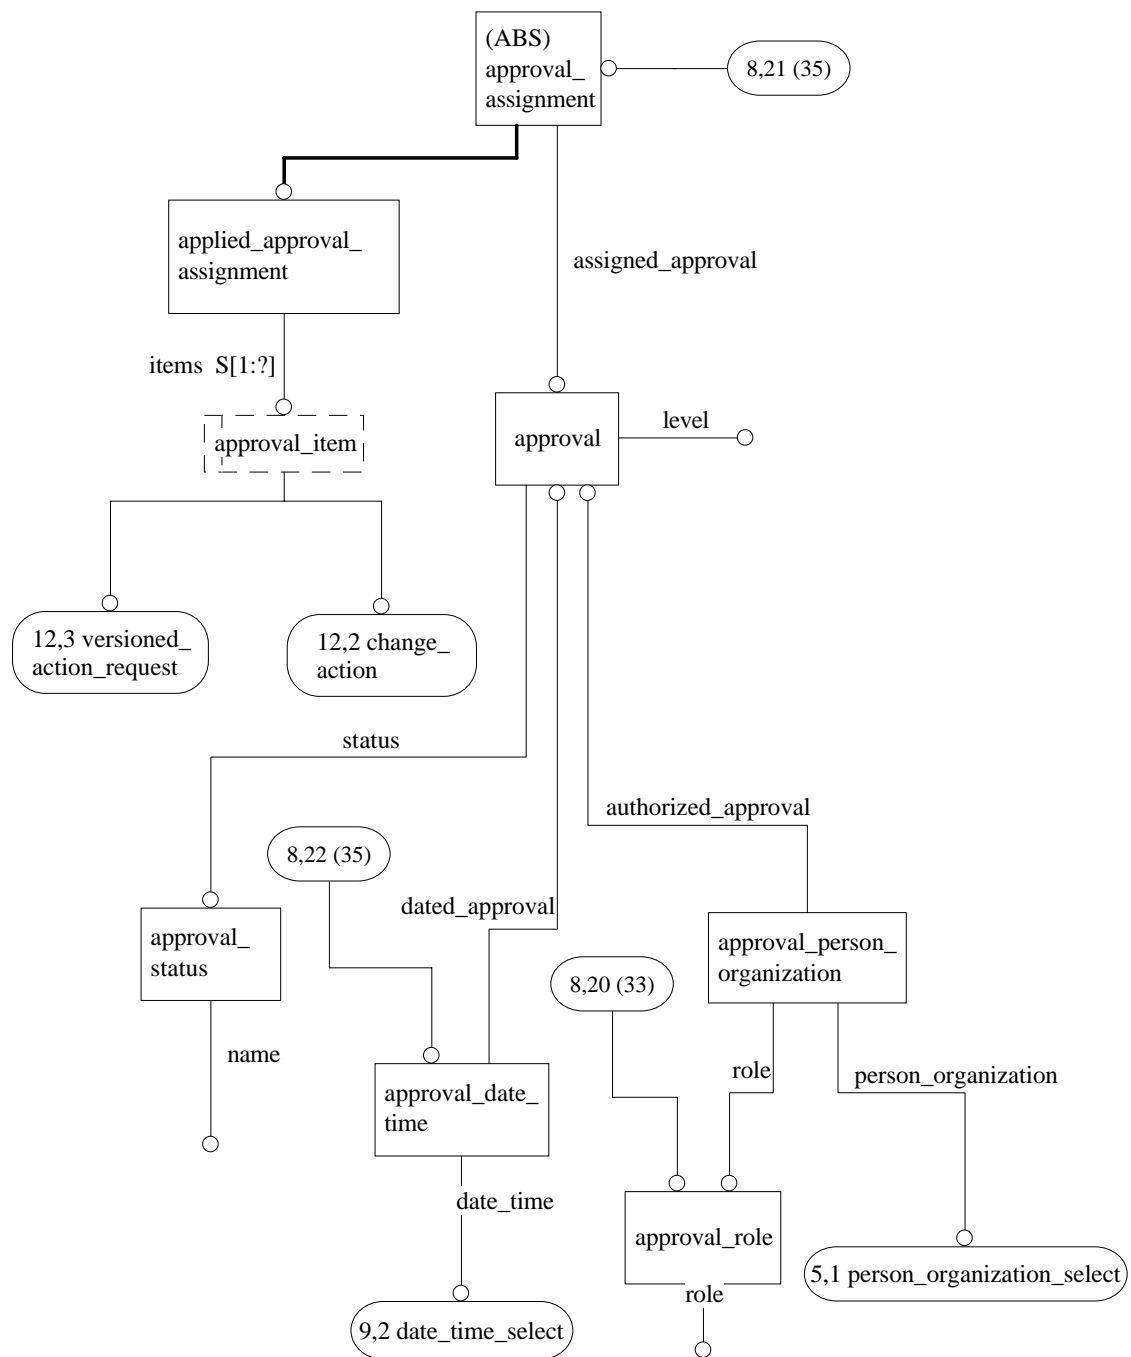 (ABS)
approval_
assignment
8,21 (35)
applied_approval_
assignment
assigned_approval
items S[1:?]
approval_item
approval
level
12,3 versioned_
action_request
12,2 change_
action
status
authorized_approval
8,22 (35)
dated_approval
approval_
status
approval_person_
organization
8,20 (33)
name
role
person_organization
approval_date_
time
date_time
approval_role
5,1 person_organization_select
role
9,2 date_time_select